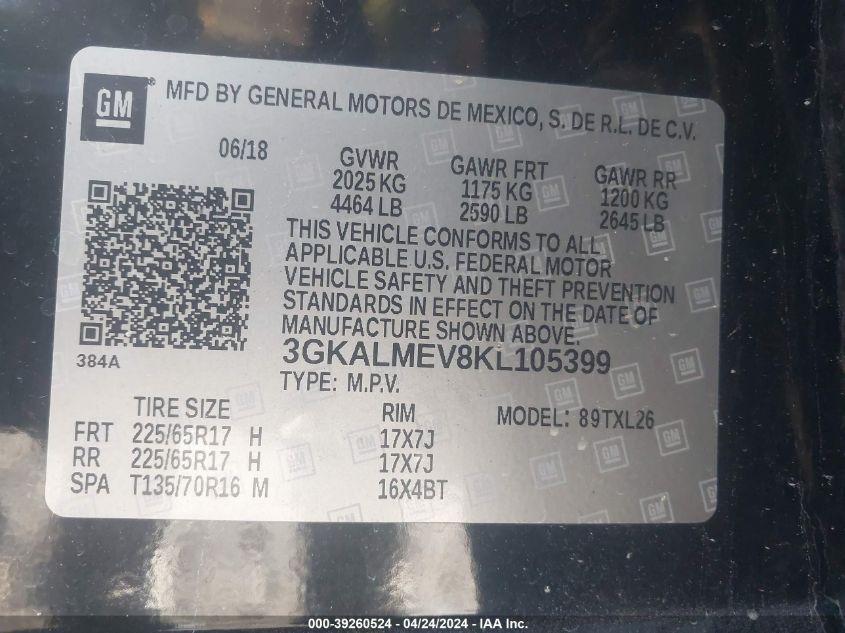 GM® MFD BY GENERAL MOTORS DE MEXICO, S. DE R.L. DE C.V.
06/18 GVWR GAWR FRT GAWR RR
2025 KG 1175 KG 1200 KG
4464 LB 2590 LB 2645 LB
THIS VEHICLE CONFORMS TO ALL
APPLICABLE U.S. FEDERAL MOTOR
VEHICLE SAFETY AND THEFT PREVENTION
STANDARDS IN EFFECT ON THE DATE OF
MANUFACTURE SHOWN ABOVE.
384A
3GKALMEV8KL105399
TYPE: M.P.V.
TIRE SIZE RIM MODEL: 89TXL26
FRT 225/65R17 H 17X7J
RR 225/65R17 H 17X7J
SPA T135/70R16 M 16X4BT
000-39260524 - 04/24/2024 - IAA Inc.